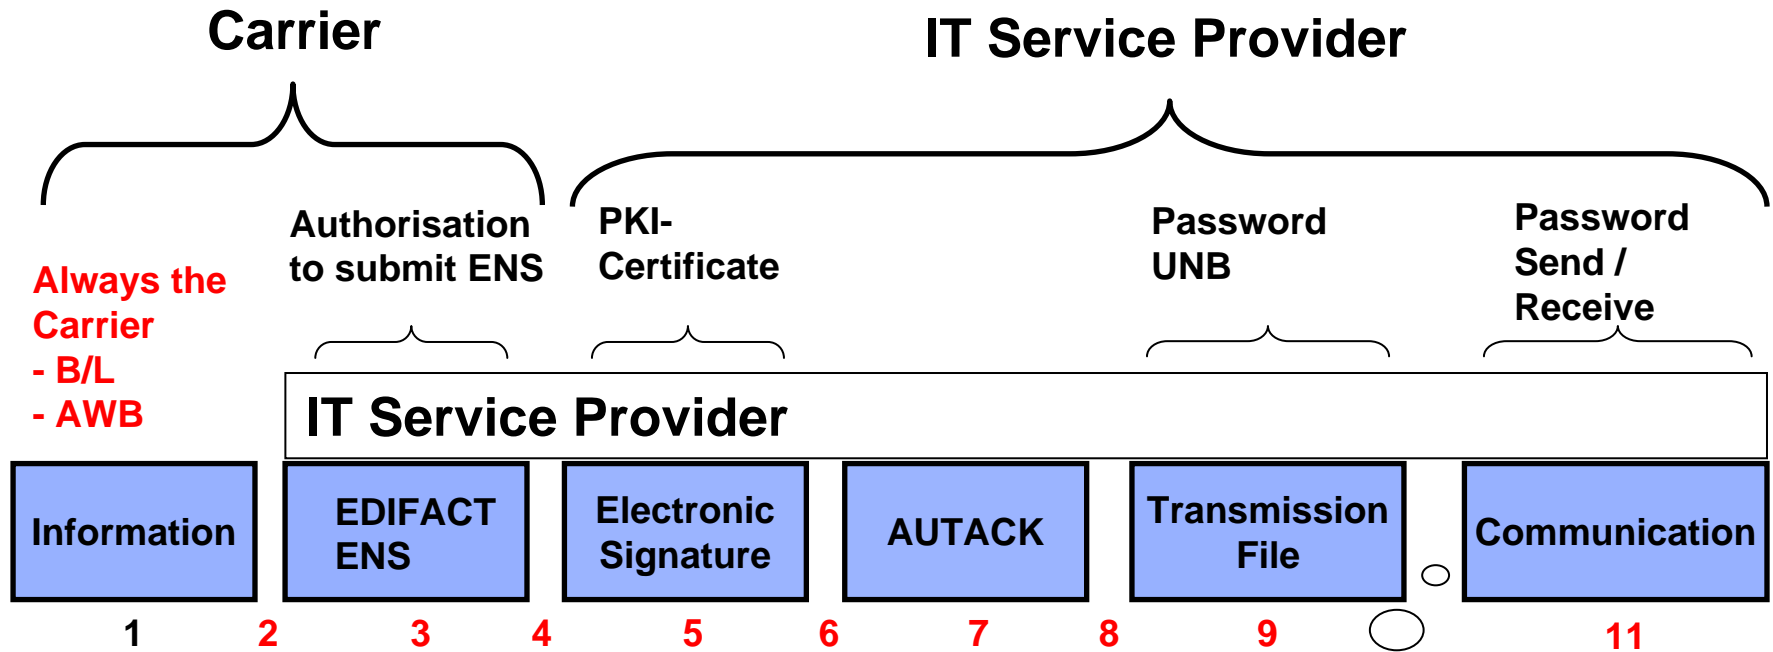 Carrier
IT Service Provider
Always the
Carrier
- B/L
- AWB
Authorisation
to submit ENS
PKI-
Certificate
Password
UNB
Password
Send /
Receive
IT Service Provider
Information
EDIFACT
ENS
Electronic
Signature
AUTACK
Transmission
File
Communication
1 2 3 4 5 6 7 8 9 11